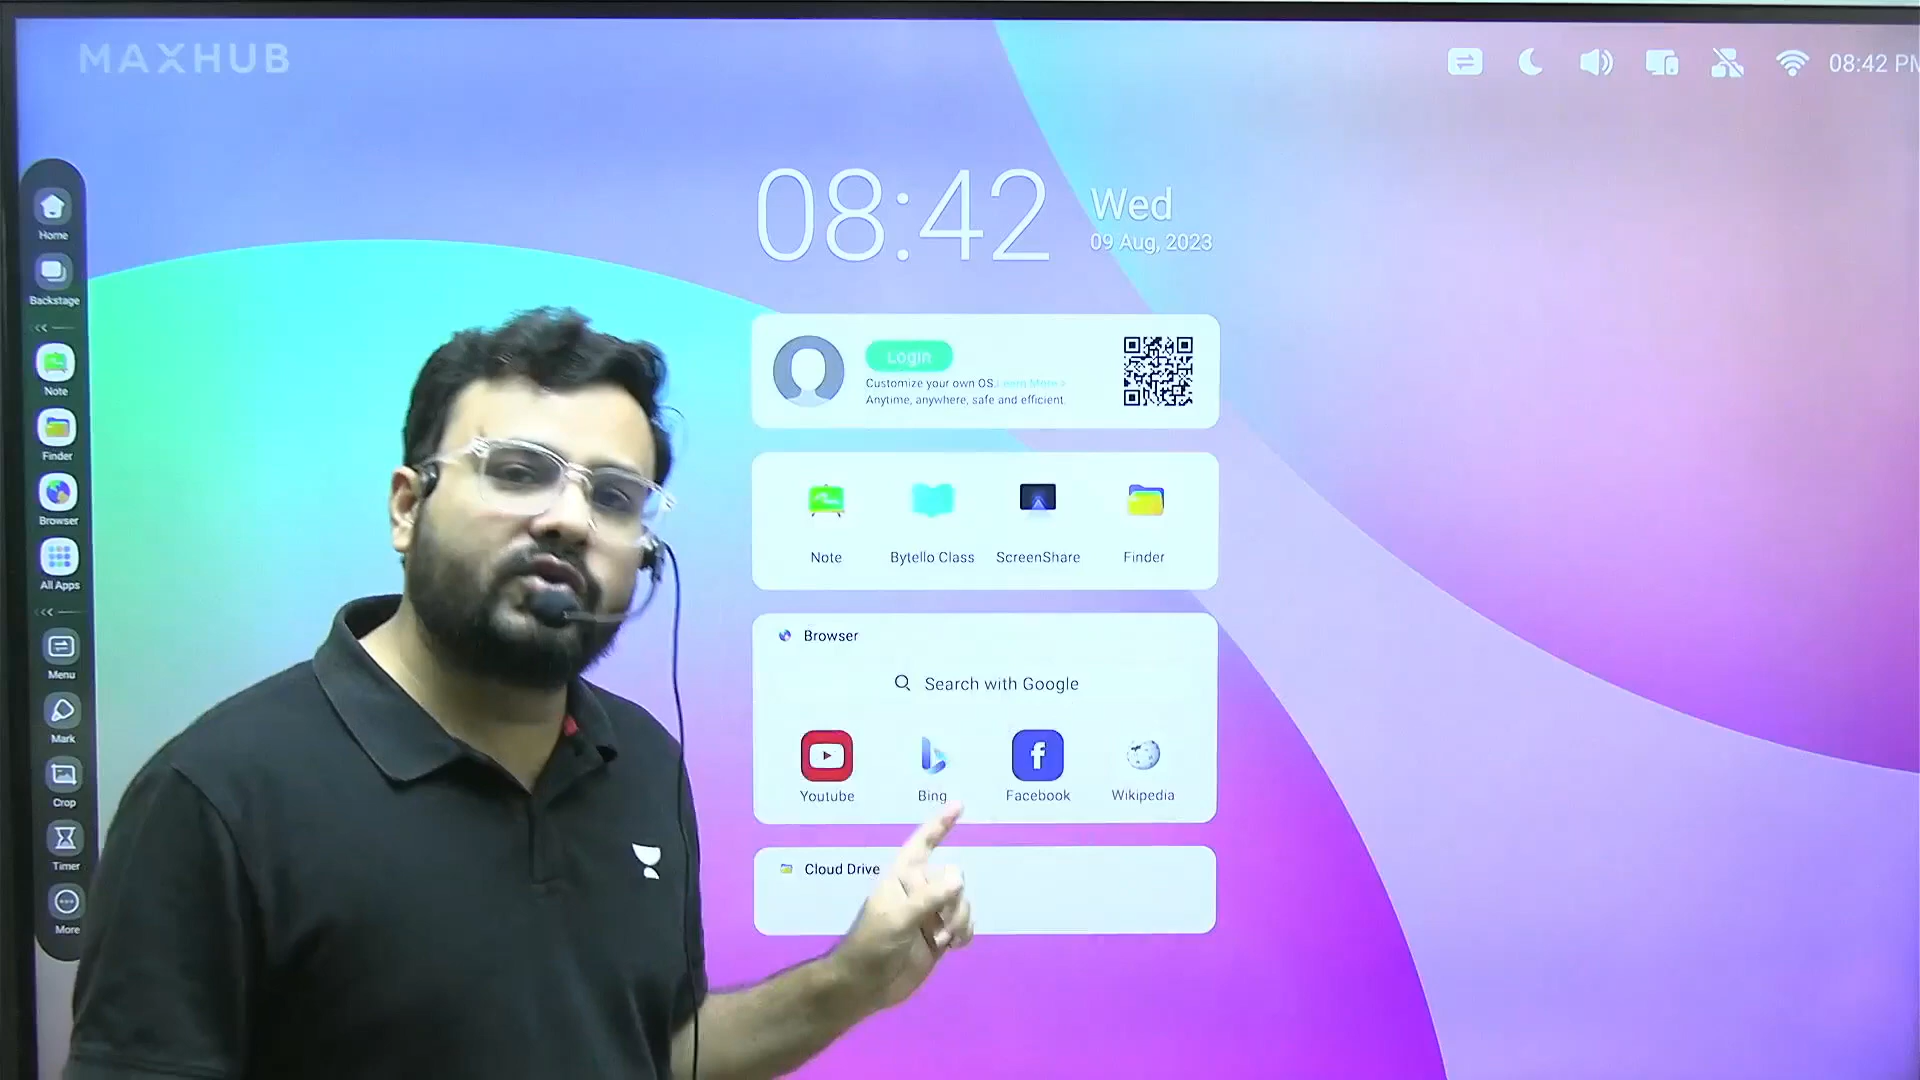 MAXHUB
08:42 PM
08:42
Wed
09 Aug, 2023
Home
Backstage
Note
Finder
Browser
All Apps
Menu
Mark
Crop
Timer
More
Login
Customize your own OS.Learn More >
Anytime, anywhere, safe and efficient.
Note
Bytello Class
ScreenShare
Finder
Browser
Search with Google
Youtube
Bing
Facebook
Wikipedia
Cloud Drive